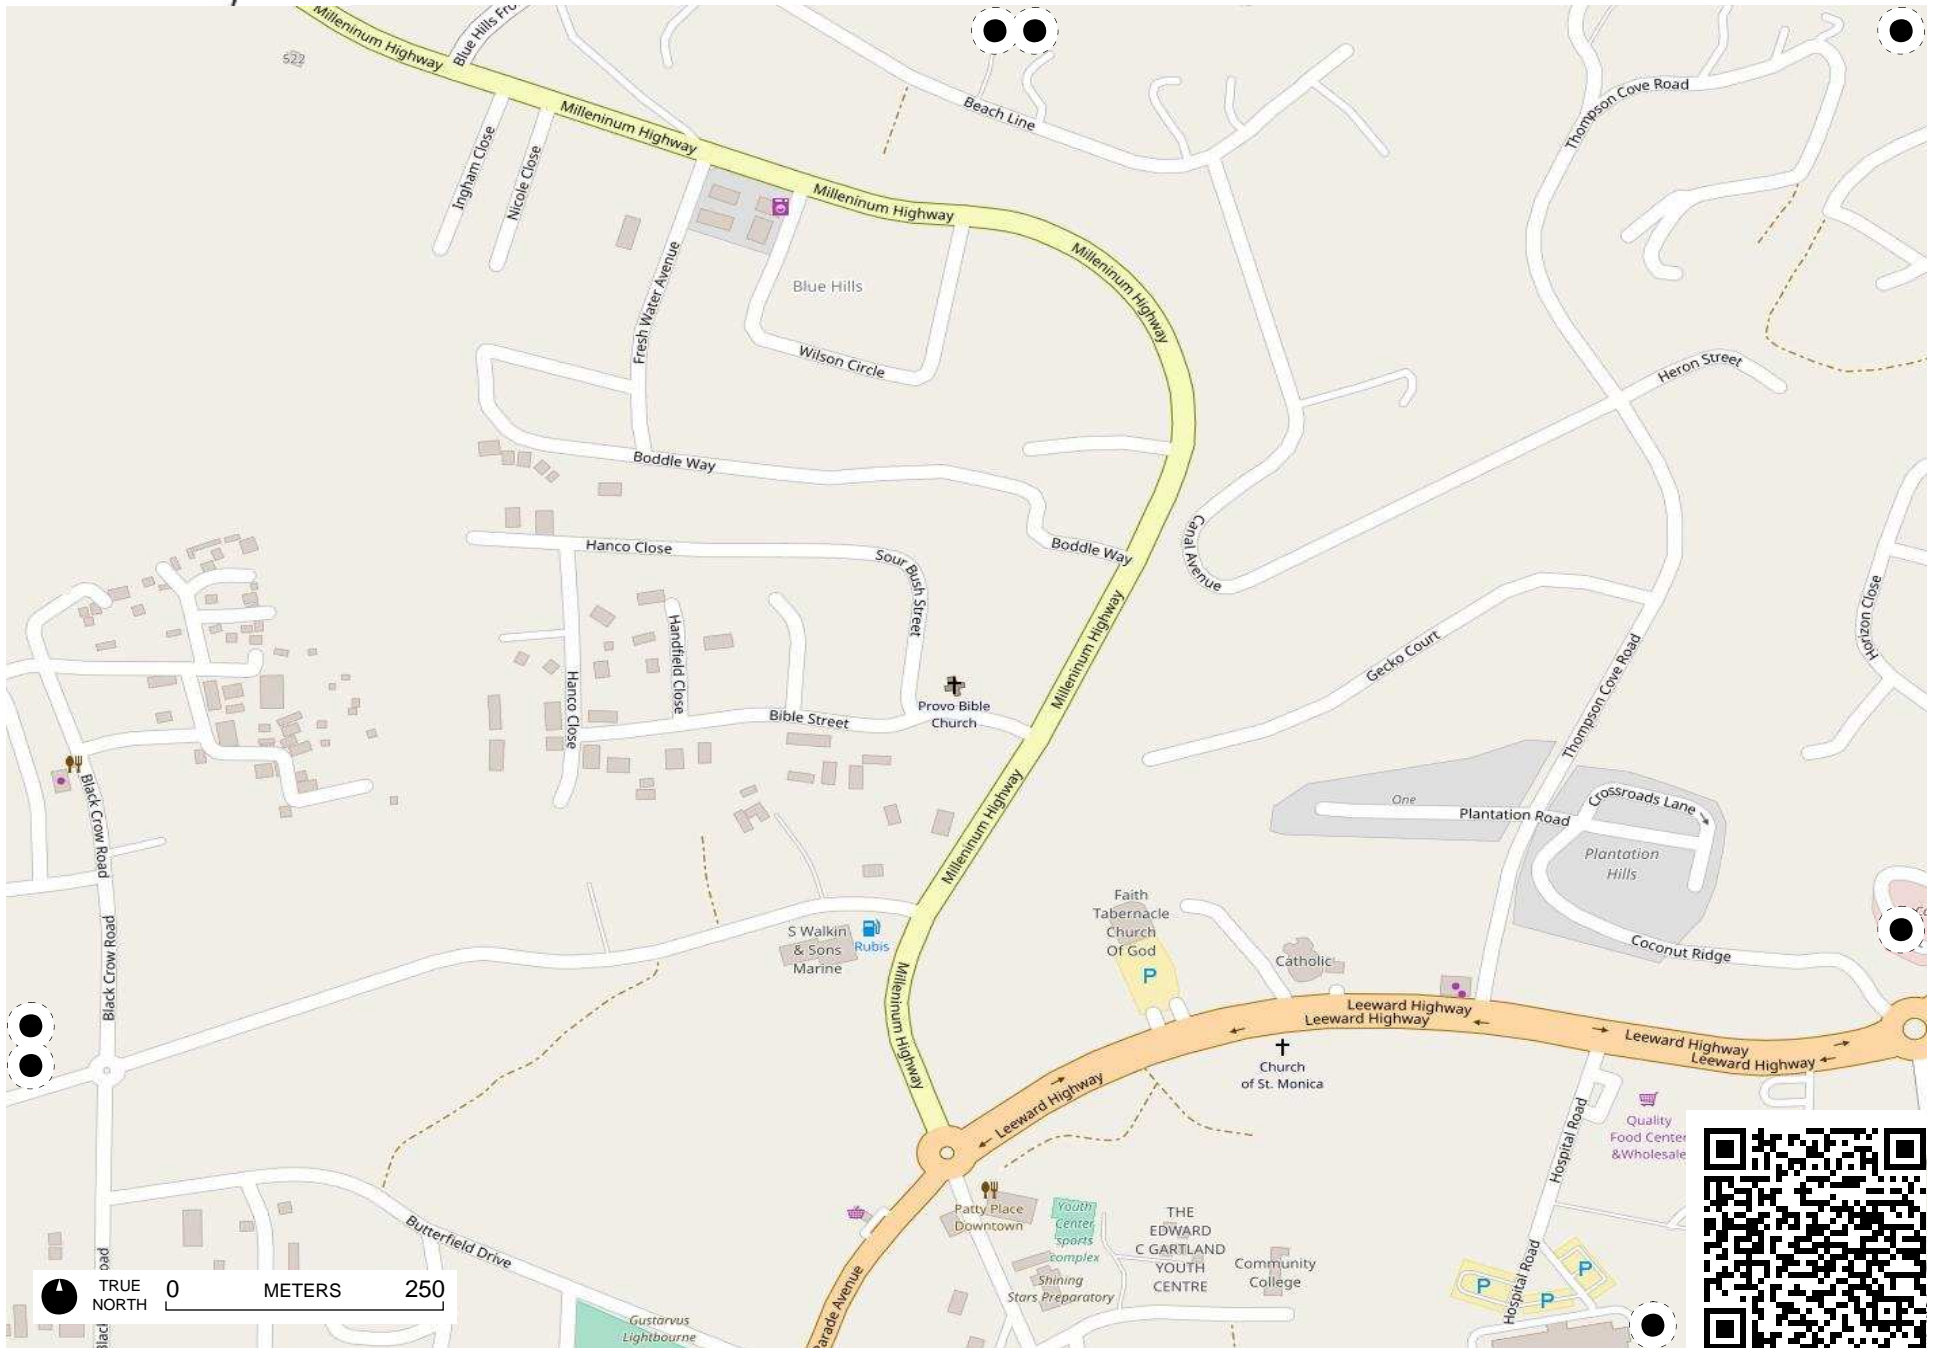 Milleninum Highway
Blue Hills Fro
522
Milleninum Highway
Beach Line
Thompson Cove Road
Ingham Close
Nicole Close
Milleninum Highway
Milleninum Highway
Fresh Water Avenue
Blue Hills
Wilson Circle
Heron Street
Boddle Way
Canal Avenue
Boddle Way
Hanco Close
Sour Bush Street
Milleninum Highway
Horizon Close
Handfield Close
Gecko Court
Hanco Close
Thompson Cove Road
Provo Bible
Church
Bible Street
Black Crow Road
Milleninum Highway
One
Plantation Road
Crossroads Lane
Plantation
Hills
Faith
Tabernacle
Church
Of God
P
Black Crow Road
S Walkin
& Sons
Marine
Rubis
Catholic
Coconut Ridge
Milleninum Highway
Leeward Highway
Leeward Highway
Leeward Highway
Leeward Highway
Church
of St. Monica
Leeward Highway
Hospital Road
Quality
Food Center
&Wholesale
Patty Place
Downtown
Youth
Center
sports
complex
THE
EDWARD
C GARTLAND
YOUTH
CENTRE
Community
College
Shining
Stars Preparatory
Butterfield Drive
Hospital Road
P
P
P
Parade Avenue
Gustarvus
Lightbourne
TRUE
NORTH
0 METERS 250